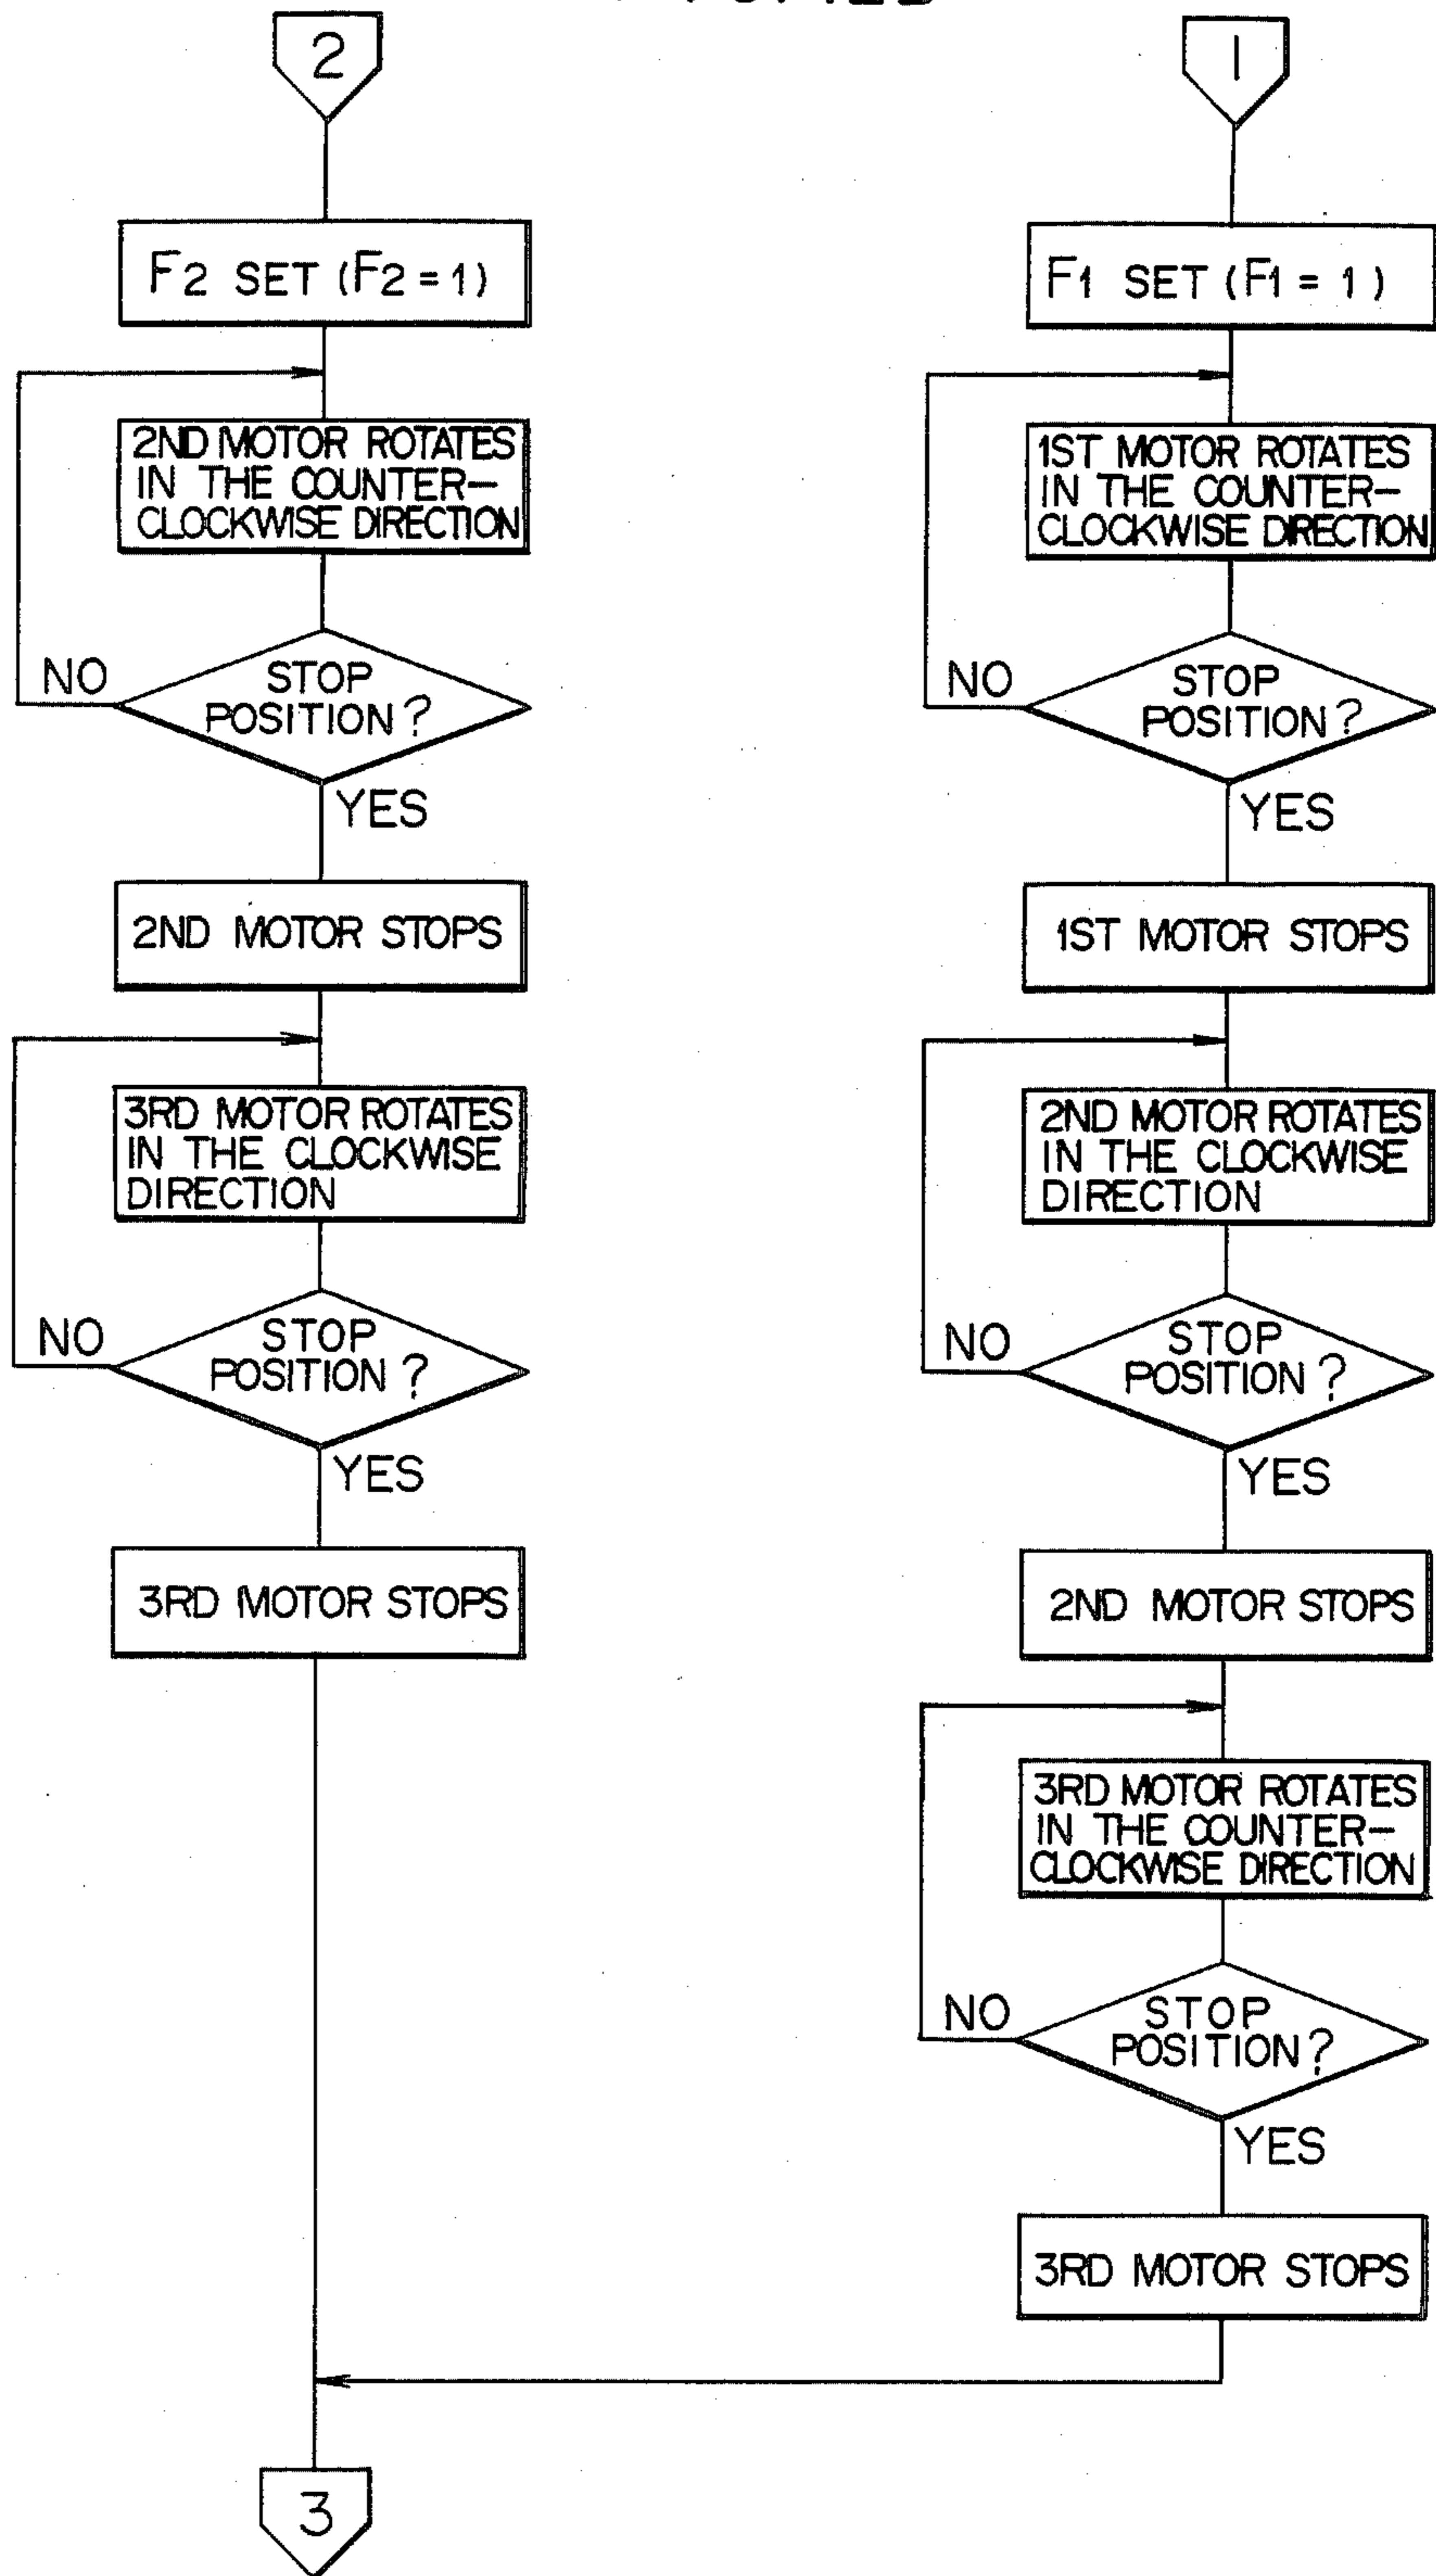 2
F2 SET (F2 = 1)
2ND MOTOR ROTATES
IN THE COUNTER-
CLOCKWISE DIRECTION
NO
STOP
POSITION ?
YES
2ND MOTOR STOPS
3RD MOTOR ROTATES
IN THE CLOCKWISE
DIRECTION
NO
STOP
POSITION ?
YES
3RD MOTOR STOPS
3
1
F1 SET (F1 = 1)
1ST MOTOR ROTATES
IN THE COUNTER-
CLOCKWISE DIRECTION
NO
STOP
POSITION ?
YES
1ST MOTOR STOPS
2ND MOTOR ROTATES
IN THE CLOCKWISE
DIRECTION
NO
STOP
POSITION ?
YES
2ND MOTOR STOPS
3RD MOTOR ROTATES
IN THE COUNTER-
CLOCKWISE DIRECTION
NO
STOP
POSITION ?
YES
3RD MOTOR STOPS